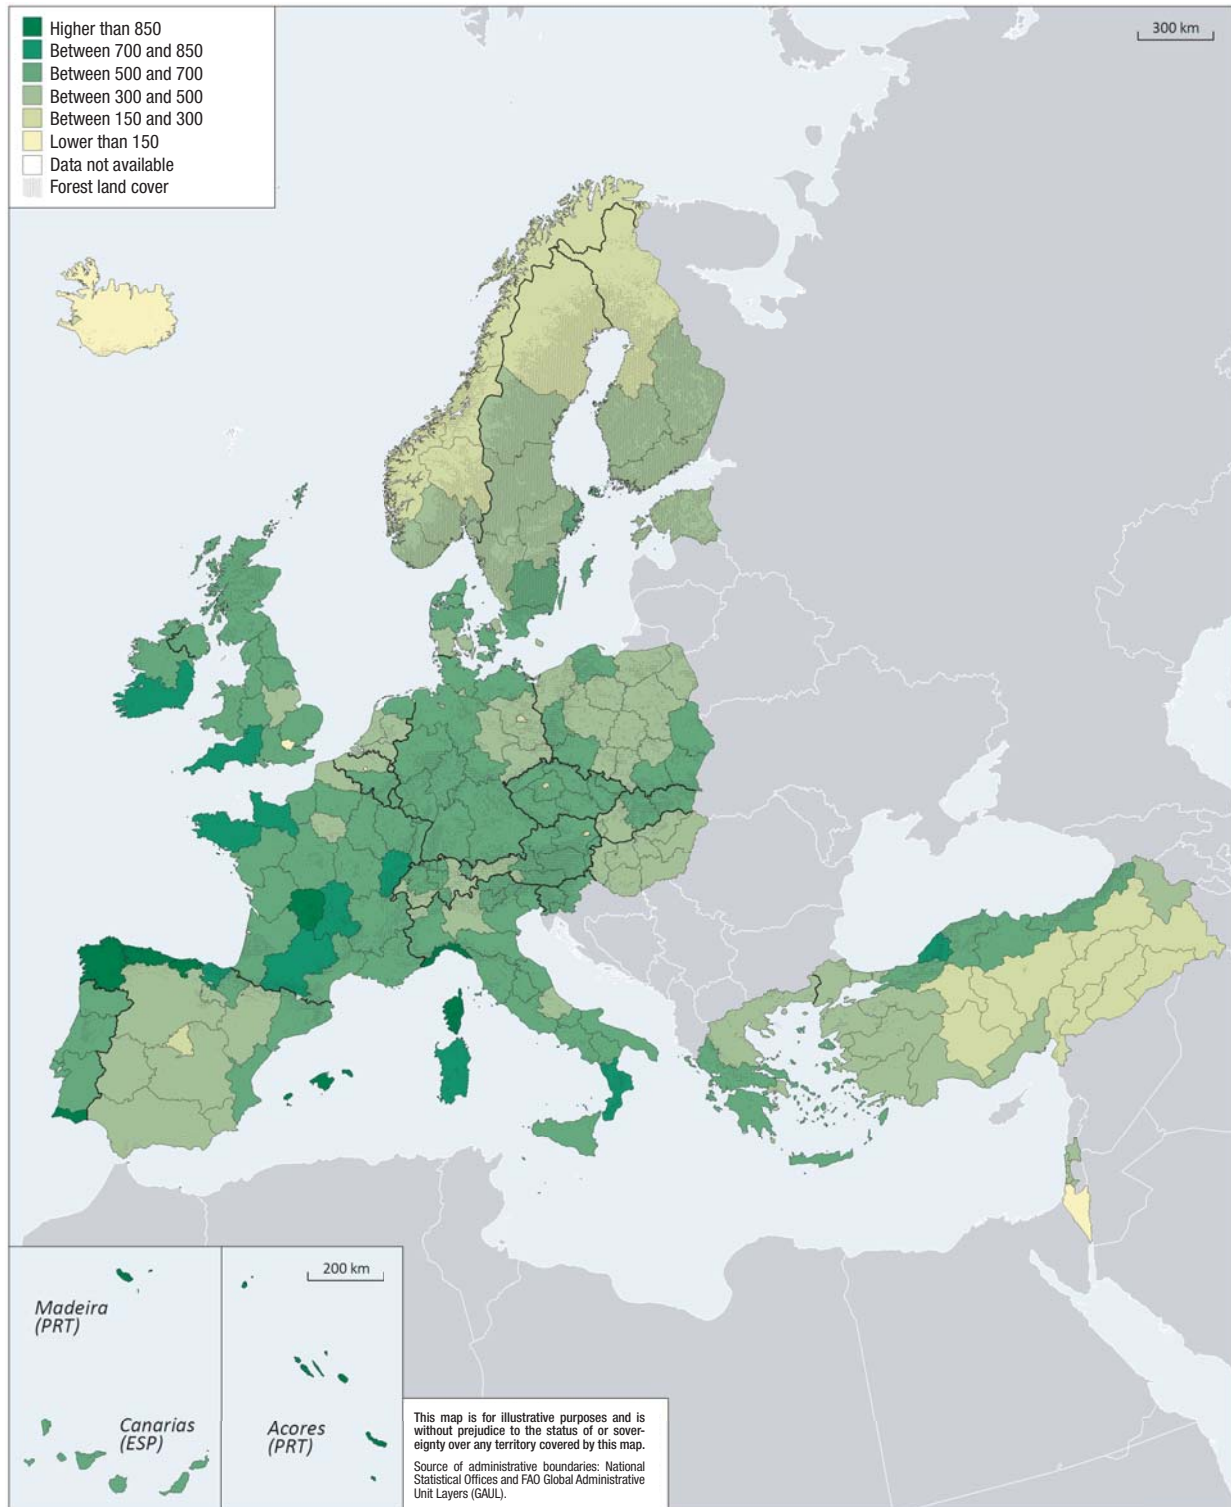 Higher than 850
Between 700 and 850
Between 500 and 700
Between 300 and 500
Between 150 and 300
Lower than 150
Data not available
Forest land cover
300 km
200 km
Madeira
(PRT)
Canarias
(ESP)
Acores
(PRT)
This map is for illustrative purposes and is
without prejudice to the status of or sover-
eignty over any territory covered by this map.
Source of administrative boundaries: National
Statistical Offices and FAO Global Administrative
Unit Layers (GAUL).